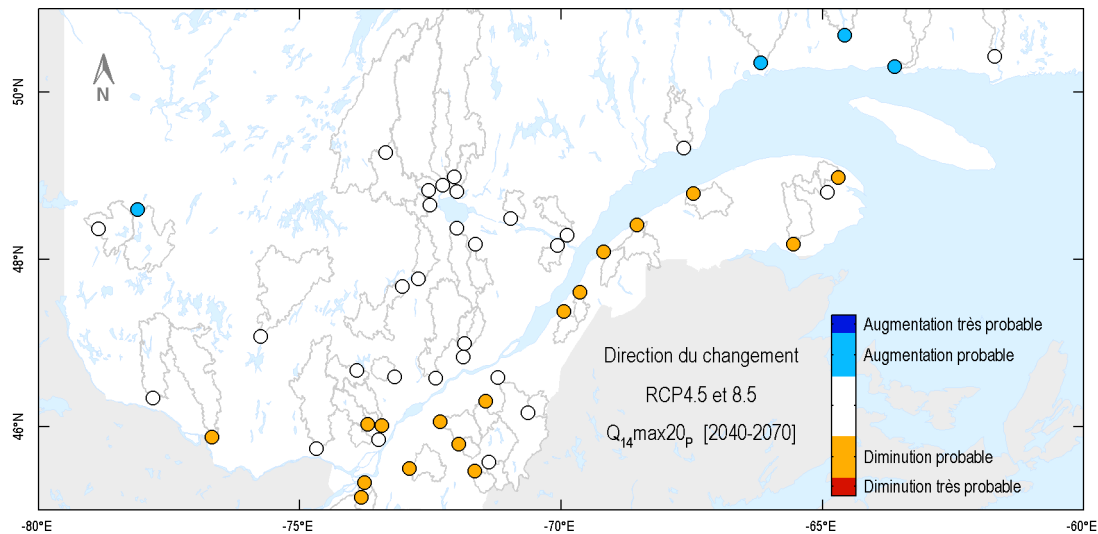 N
50°N
48°N
46°N
-80°E
-75°E
-70°E
-65°E
-60°E
Direction du changement
RCP4.5 et 8.5
Q14max20P [2040-2070]
Augmentation très probable
Augmentation probable
Diminution probable
Diminution très probable